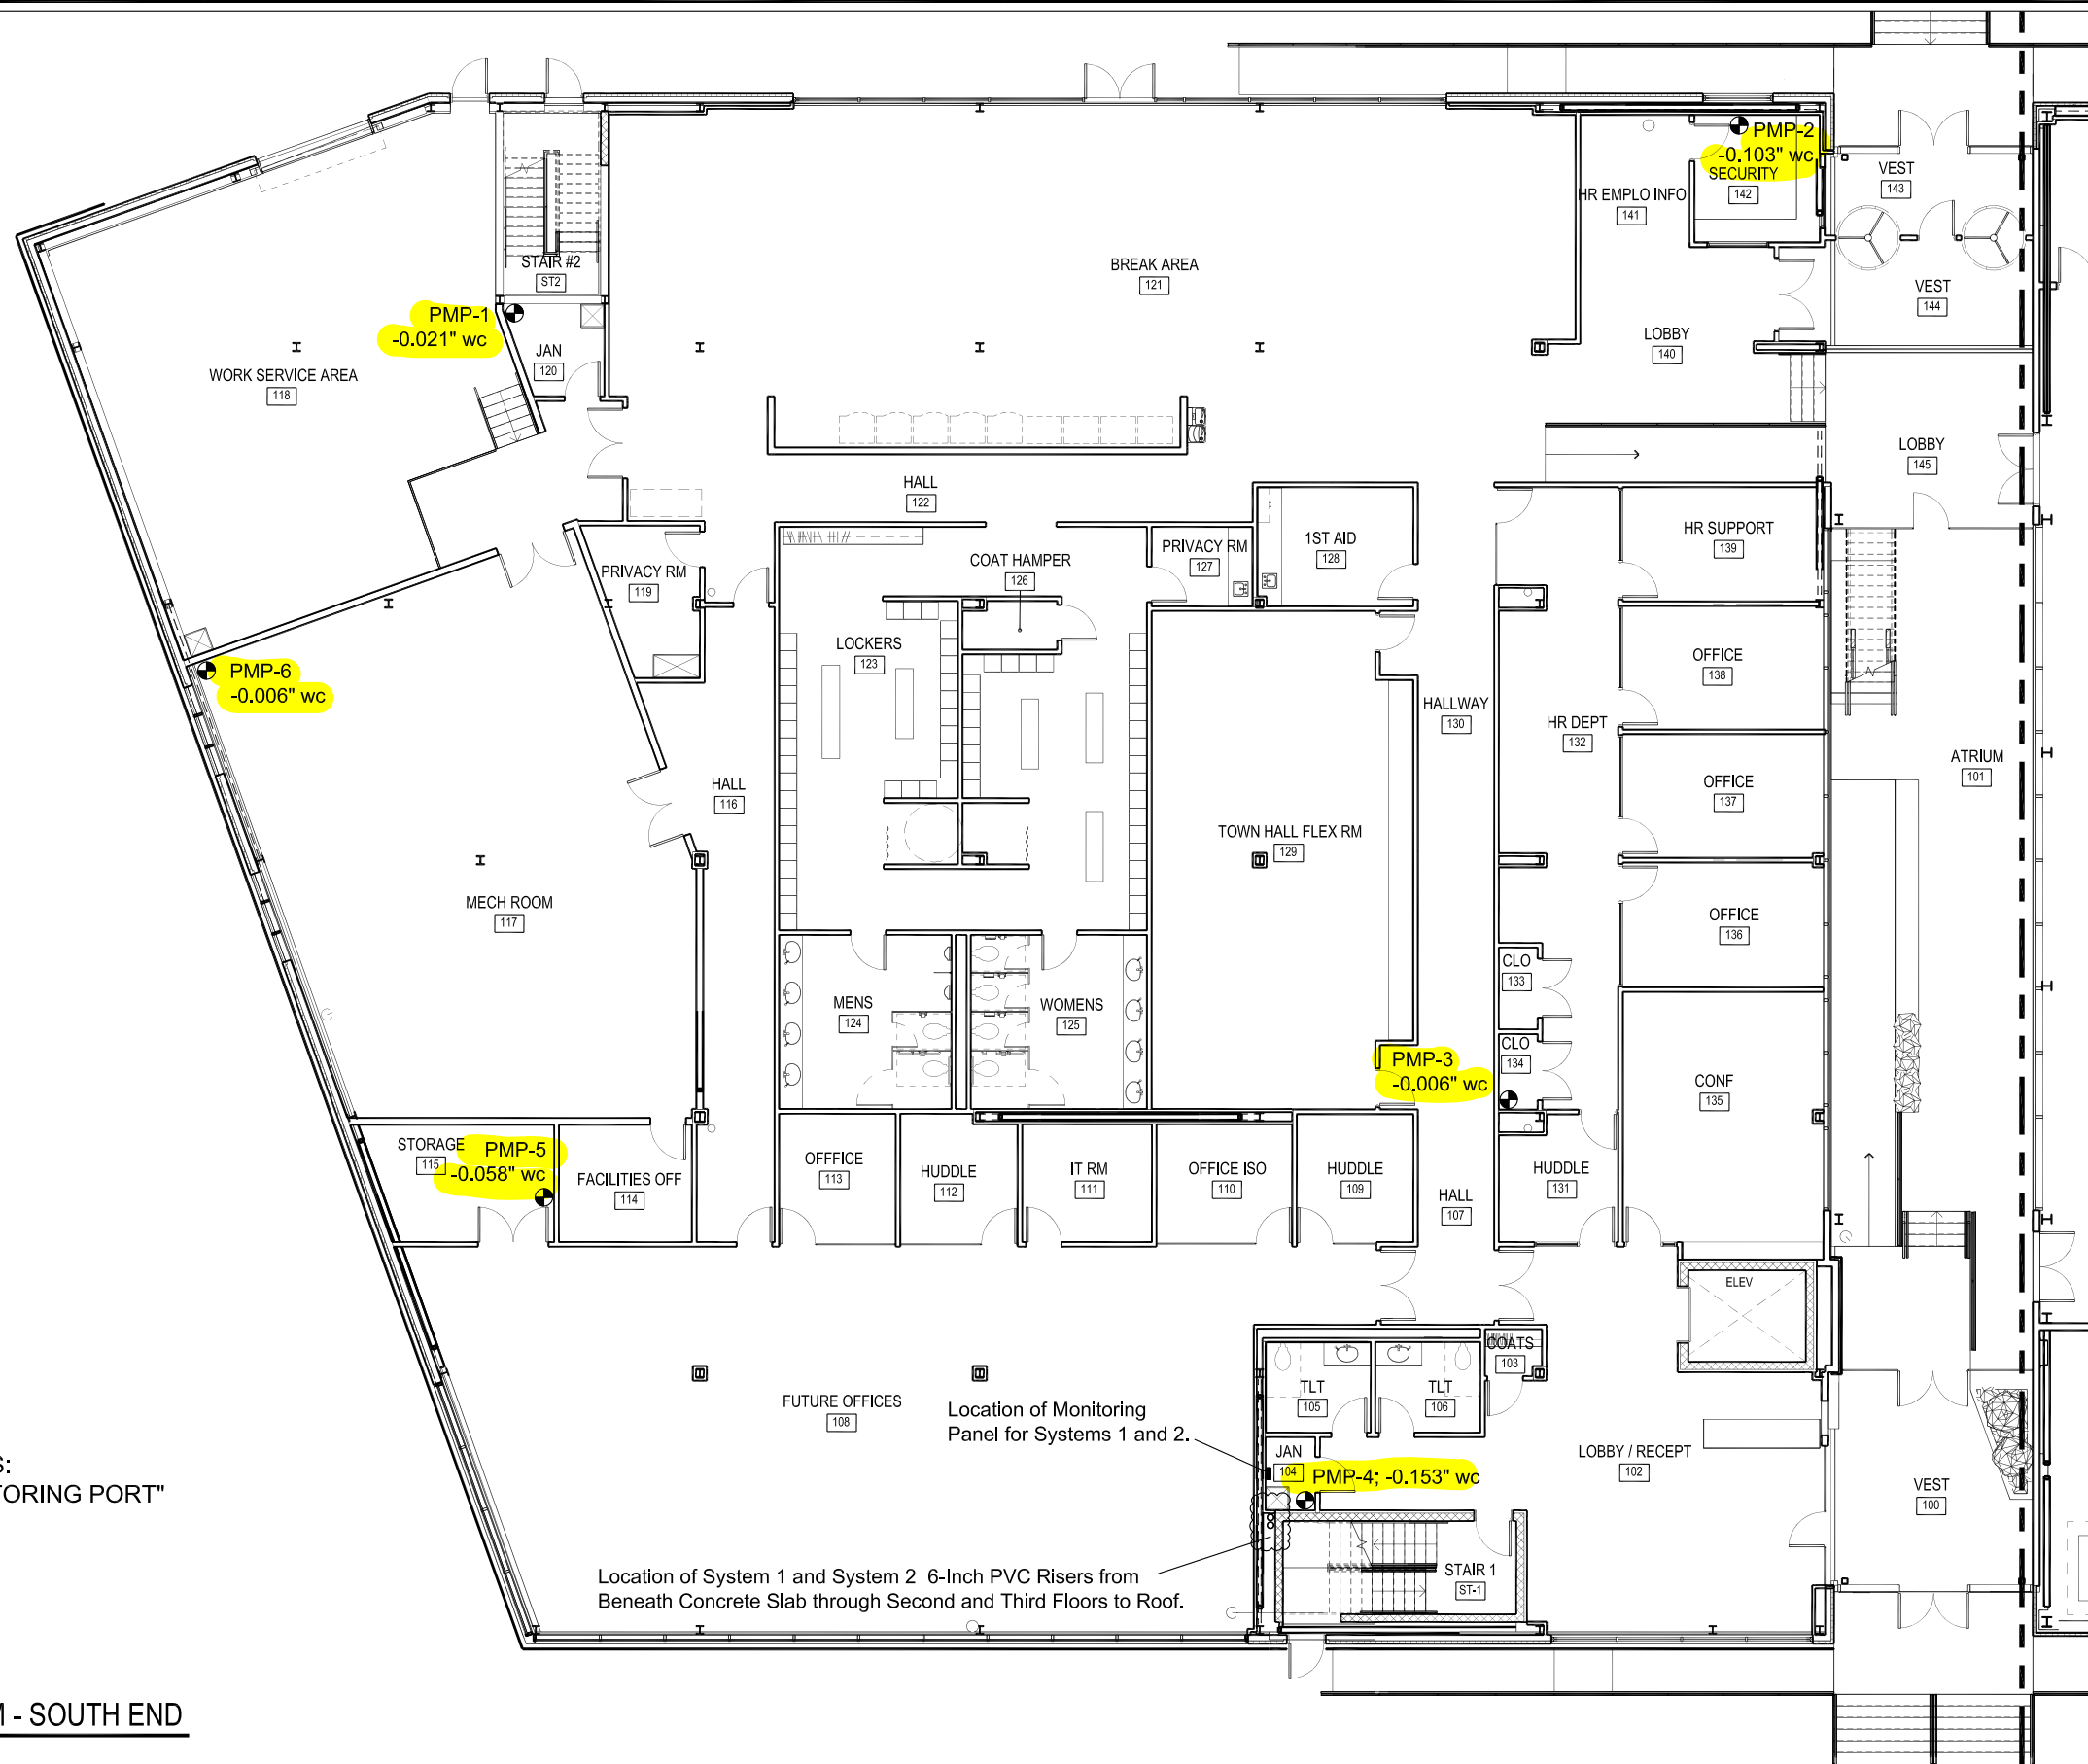 PMP-2
-0.103" wc
SECURITY
142
HR EMPLO INFO
141
VEST
143
STAIR #2
ST2
BREAK AREA
121
VEST
144
PMP-1
-0.021" wc
JAN
120
LOBBY
140
WORK SERVICE AREA
118
LOBBY
145
HALL
122
HR SUPPORT
139
1ST AID
128
PRIVACY RM
127
COAT HAMPER
126
PRIVACY RM
119
LOCKERS
123
OFFICE
138
PMP-6
-0.006" wc
HALLWAY
130
HR DEPT
132
ATRIUM
101
HALL
116
OFFICE
137
TOWN HALL FLEX RM
129
MECH ROOM
117
OFFICE
136
CLO
133
MENS
124
WOMENS
125
CLO
134
PMP-3
-0.006" wc
CONF
135
STORAGE
115
PMP-5
-0.058" wc
FACILITIES OFF
114
OFFFICE
113
HUDDLE
112
IT RM
111
OFFICE ISO
110
HUDDLE
109
HALL
107
HUDDLE
131
ELEV
COATS
103
TLT
105
TLT
106
FUTURE OFFICES
108
Location of Monitoring
Panel for Systems 1 and 2.
JAN
104
PMP-4; -0.153" wc
LOBBY / RECEPT
102
VEST
100
S:
TORING PORT"
Location of System 1 and System 2 6-Inch PVC Risers from
Beneath Concrete Slab through Second and Third Floors to Roof.
STAIR 1
ST-1
M - SOUTH END